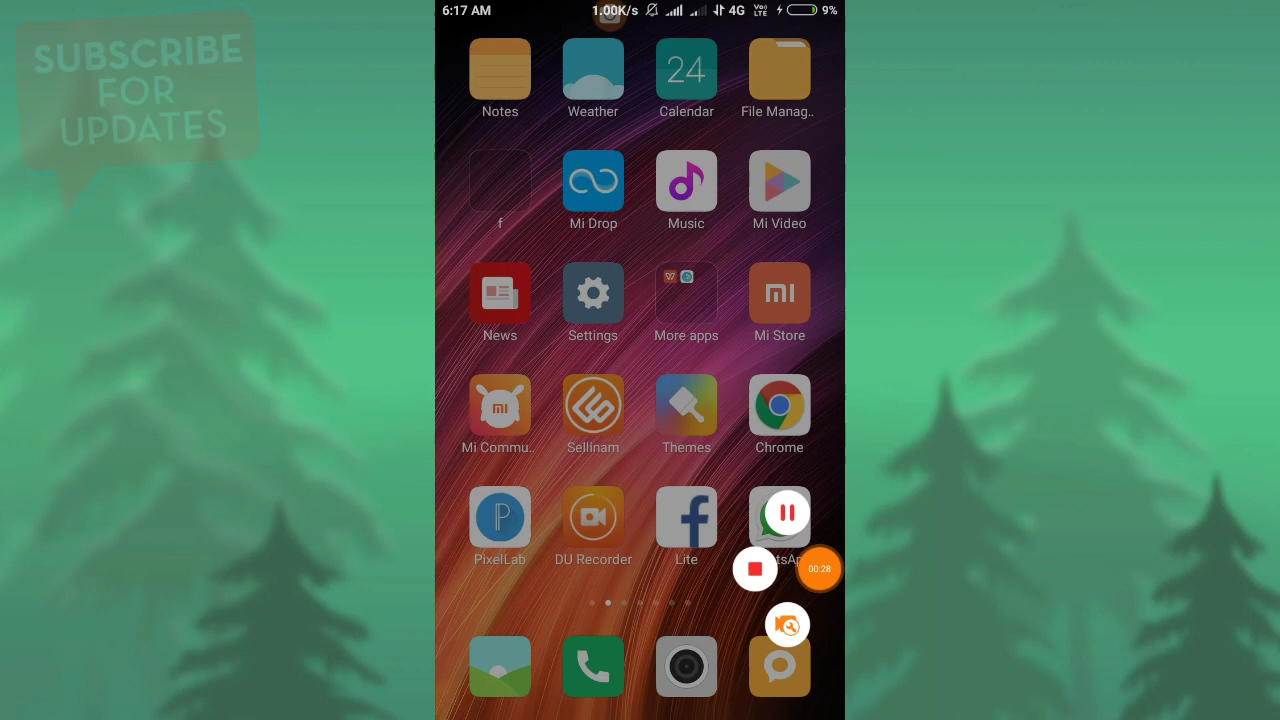 SUBSCRIBE
FOR
UPDATES
6:17 AM 1.00K/s 4G Vo) LTE 9%
24
Notes Weather Calendar File Manag..
f Mi Drop Music Mi Video
News Settings More apps Mi Store
Mi Commu.. Sellinam Themes Chrome
PixelLab DU Recorder Lite
00:28